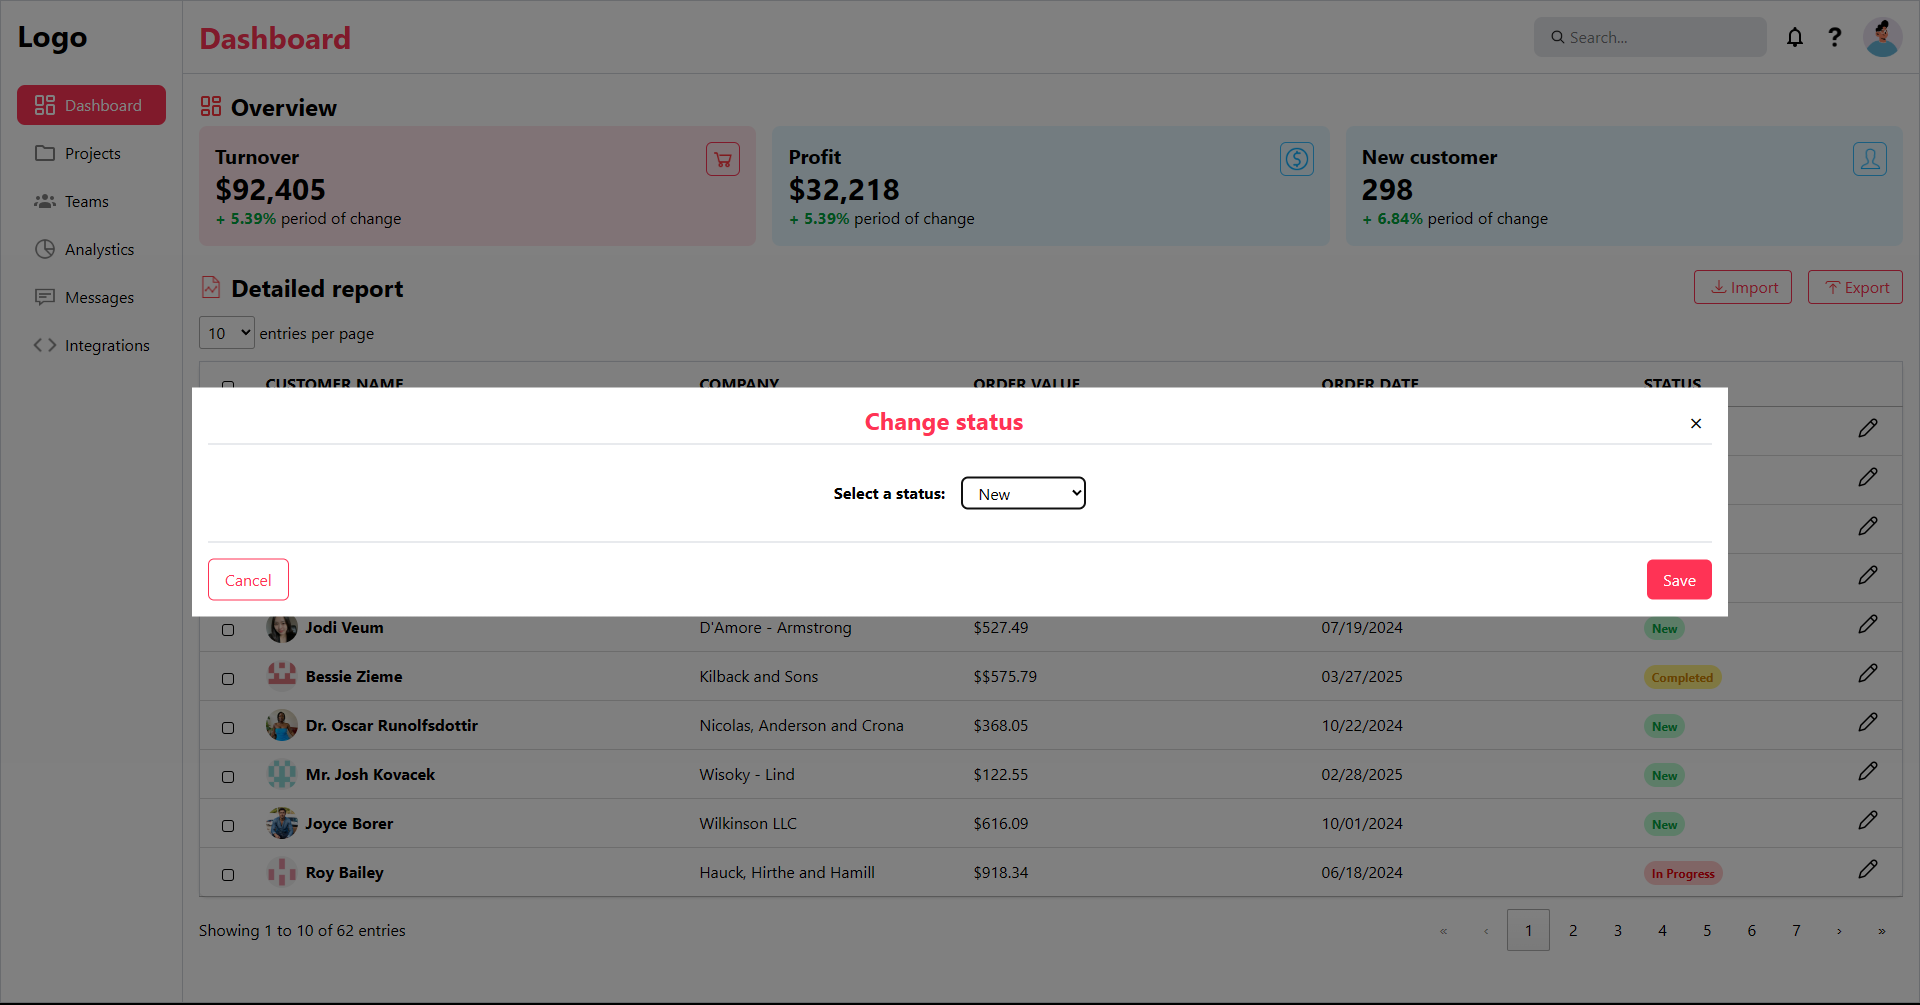 Logo
Dashboard
Search...
Dashboard
Projects
Teams
Analystics
Messages
Integrations
Overview
Turnover
$92,405
+ 5.39% period of change
Profit
$32,218
+ 5.39% period of change
New customer
298
+ 6.84% period of change
Detailed report
Import
Export
10 entries per page
CUSTOMER NAME COMPANY ORDER VALUE ORDER DATE STATUS
Change status
×
Select a status: New
Cancel
Save
Jodi Veum D'Amore - Armstrong $527.49 07/19/2024 New
Bessie Zieme Kilback and Sons $$575.79 03/27/2025 Completed
Dr. Oscar Runolfsdottir Nicolas, Anderson and Crona $368.05 10/22/2024 New
Mr. Josh Kovacek Wisoky - Lind $122.55 02/28/2025 New
Joyce Borer Wilkinson LLC $616.09 10/01/2024 New
Roy Bailey Hauck, Hirthe and Hamill $918.34 06/18/2024 In Progress
Showing 1 to 10 of 62 entries
« ‹ 1 2 3 4 5 6 7 › »